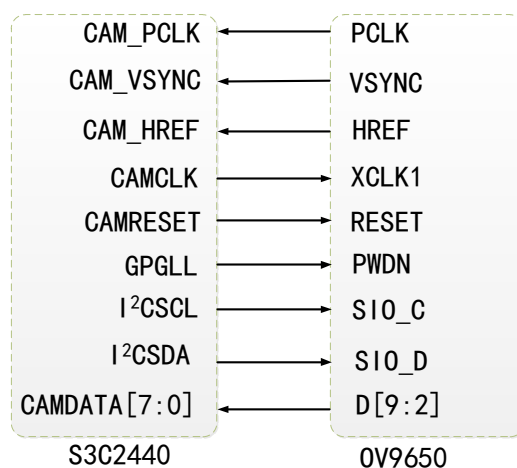 CAM_PCLK PCLK
CAM_VSYNC VSYNC
CAM_HREF HREF
CAMCLK XCLK1
CAMRESET RESET
GPGLL PWDN
I²CSCL SIO_C
I²CSDA SIO_D
CAMDATA[7:0] D[9:2]
S3C2440 OV9650